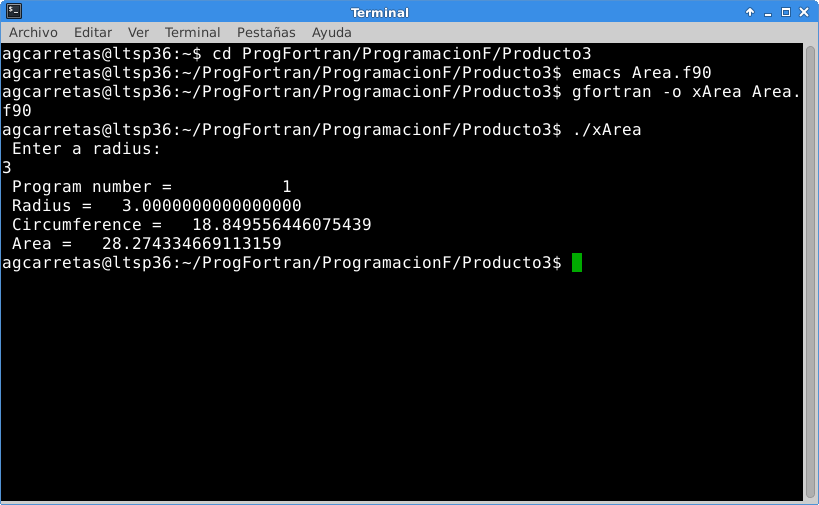 Terminal
Archivo Editar Ver Terminal Pestañas Ayuda
agcarretas@ltsp36:~$ cd ProgFortran/ProgramacionF/Producto3
agcarretas@ltsp36:~/ProgFortran/ProgramacionF/Producto3$ emacs Area.f90
agcarretas@ltsp36:~/ProgFortran/ProgramacionF/Producto3$ gfortran -o xArea Area.
f90
agcarretas@ltsp36:~/ProgFortran/ProgramacionF/Producto3$ ./xArea
 Enter a radius:
3
 Program number =           1
 Radius =   3.0000000000000000
 Circumference =   18.849556446075439
 Area =   28.274334669113159
agcarretas@ltsp36:~/ProgFortran/ProgramacionF/Producto3$